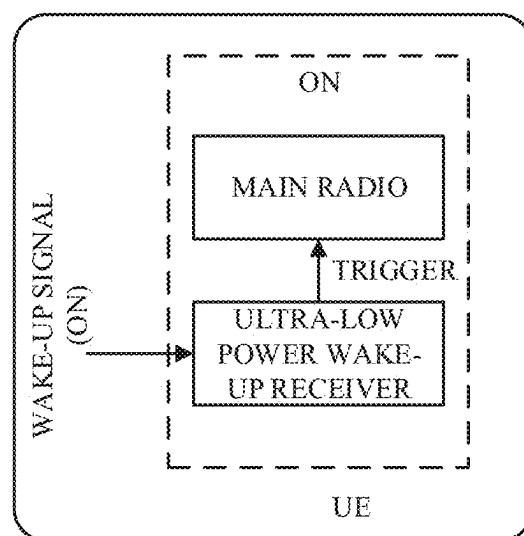 ON
MAIN RADIO
TRIGGER
WAKE-UP SIGNAL
(ON)
ULTRA-LOW
POWER WAKE-
UP RECEIVER
UE